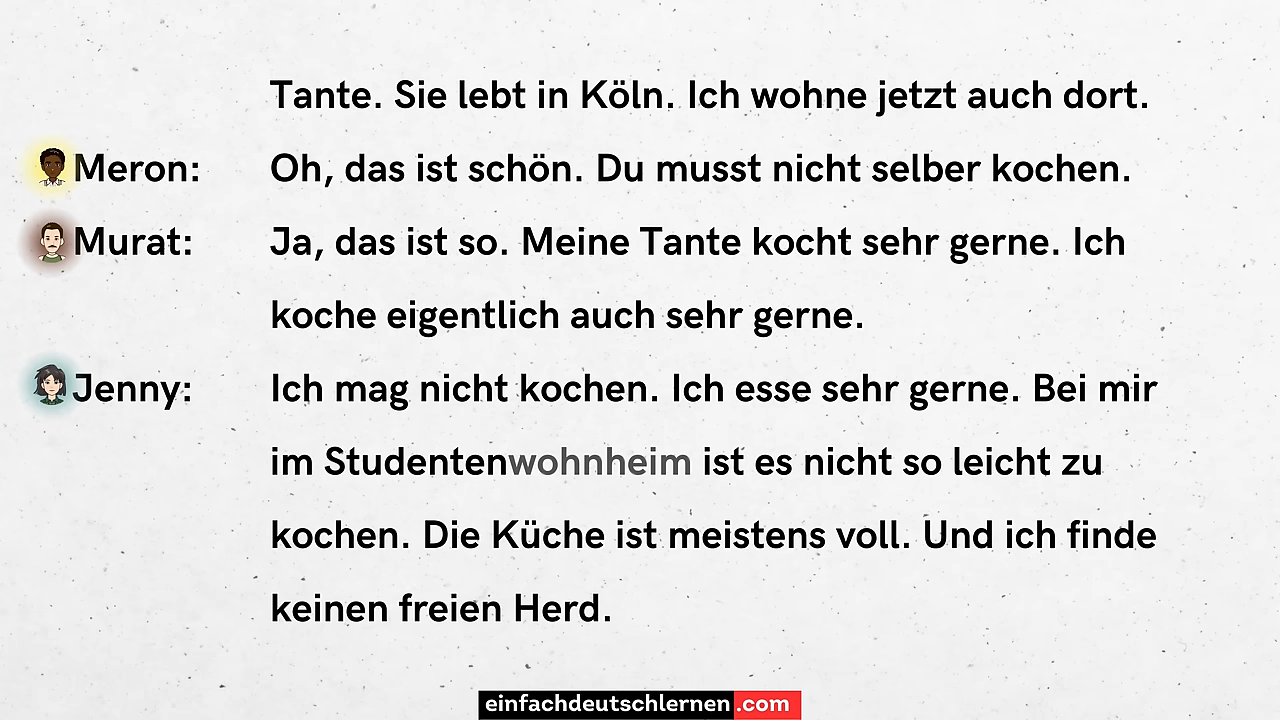 Tante. Sie lebt in Köln. Ich wohne jetzt auch dort.
Meron: Oh, das ist schön. Du musst nicht selber kochen.
Murat: Ja, das ist so. Meine Tante kocht sehr gerne. Ich
koche eigentlich auch sehr gerne.
Jenny: Ich mag nicht kochen. Ich esse sehr gerne. Bei mir
im Studentenwohnheim ist es nicht so leicht zu
kochen. Die Küche ist meistens voll. Und ich finde
keinen freien Herd.
einfachdeutschlernen.com